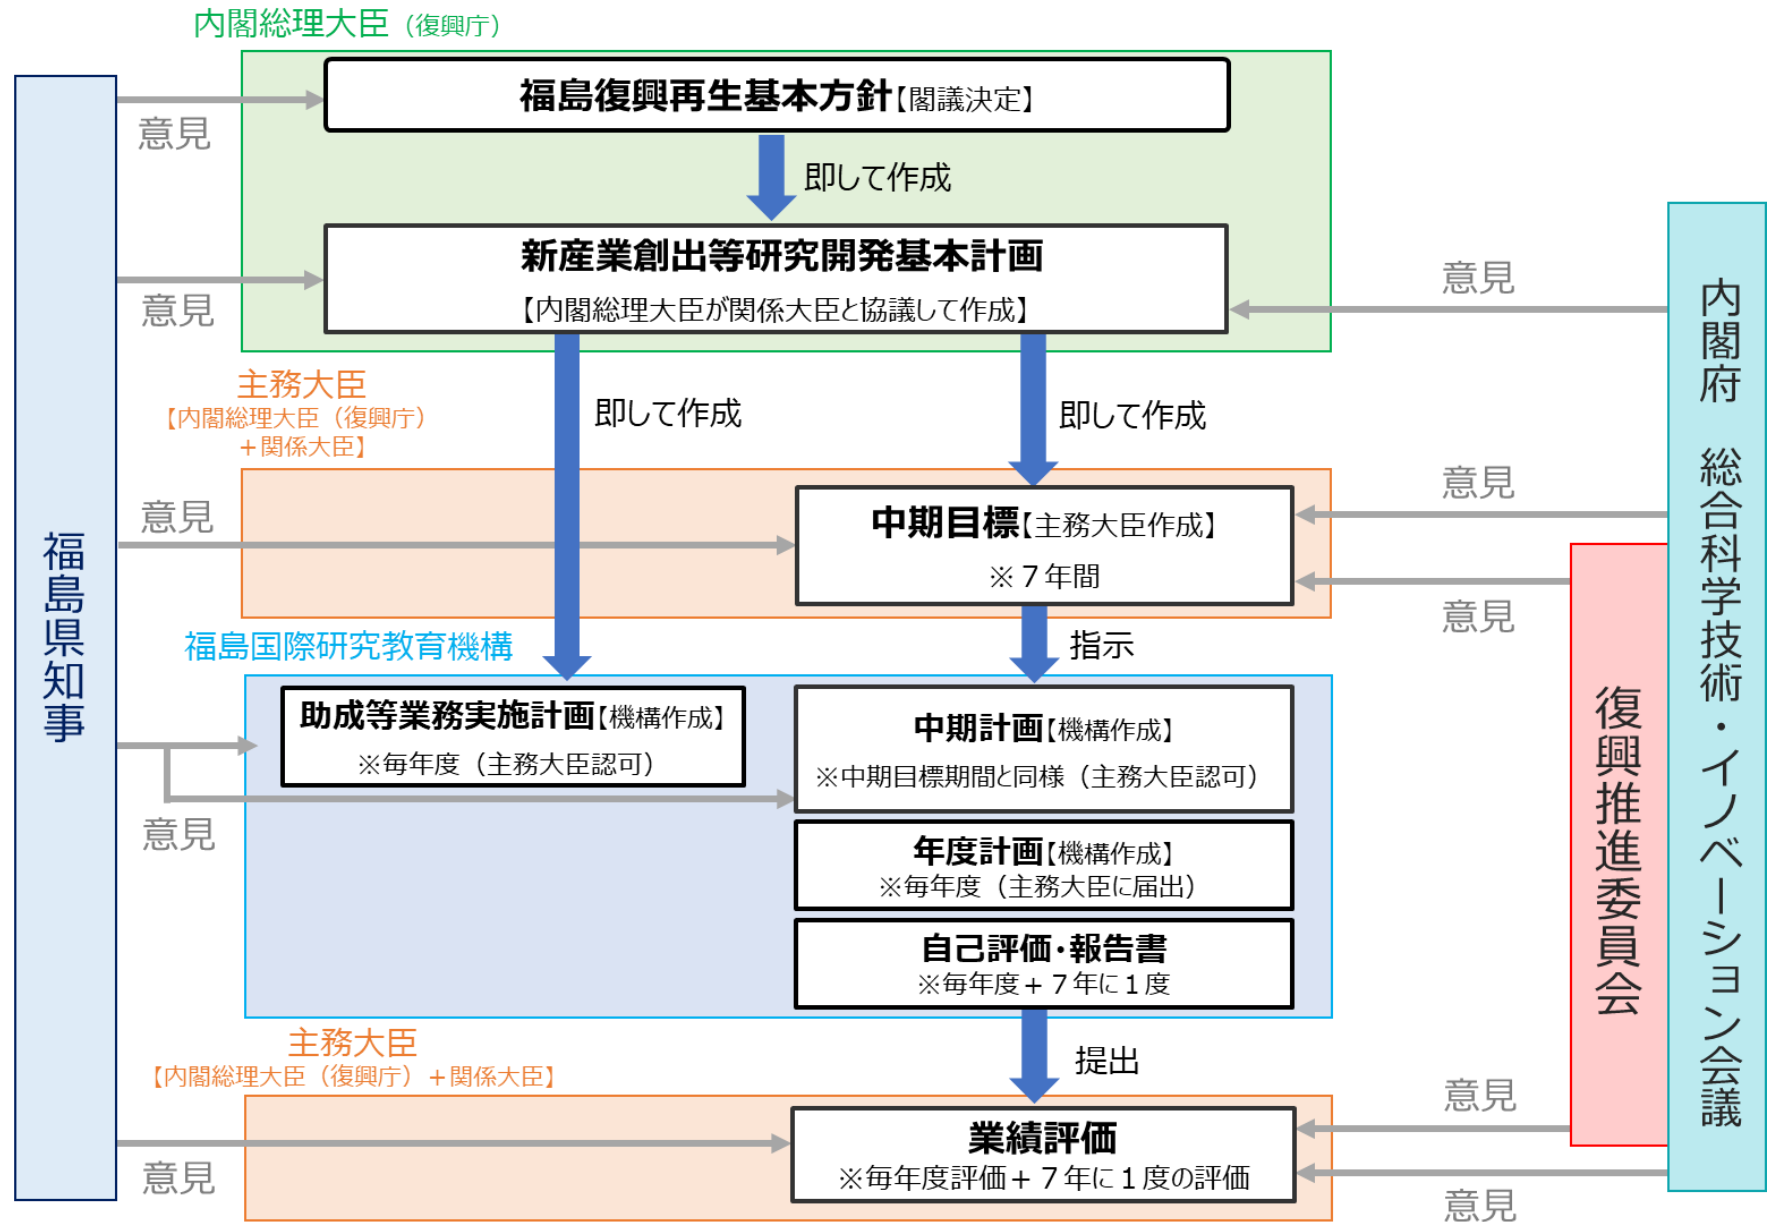 内閣総理大臣（復興庁）
福島復興再生基本方針【閣議決定】
意見
即して作成
新産業創出等研究開発基本計画
【内閣総理大臣が関係大臣と協議して作成】
意見
意見
主務大臣
【内閣総理大臣（復興庁）
＋関係大臣】
即して作成
即して作成
中期目標【主務大臣作成】
※７年間
意見
意見
意見
福島国際研究教育機構
指示
助成等業務実施計画【機構作成】
※毎年度（主務大臣認可）
中期計画【機構作成】
※中期目標期間と同様（主務大臣認可）
意見
年度計画【機構作成】
※毎年度（主務大臣に届出）
自己評価・報告書
※毎年度＋７年に１度
主務大臣
【内閣総理大臣（復興庁）＋関係大臣】
提出
業績評価
※毎年度評価＋７年に１度の評価
意見
意見
意見
福島県知事
復興推進委員会
内閣府　総合科学技術・イノベーション会議